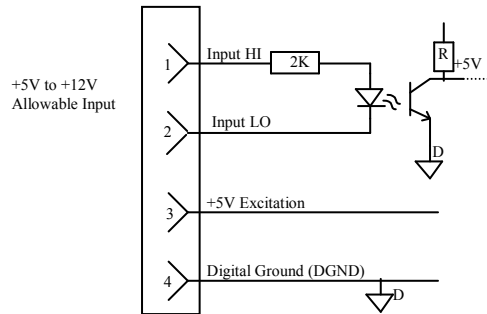 +5V to +12V
Allowable Input
1
Input HI
2K
R
+5V
2
Input LO
D
3
+5V Excitation
4
Digital Ground (DGND)
D